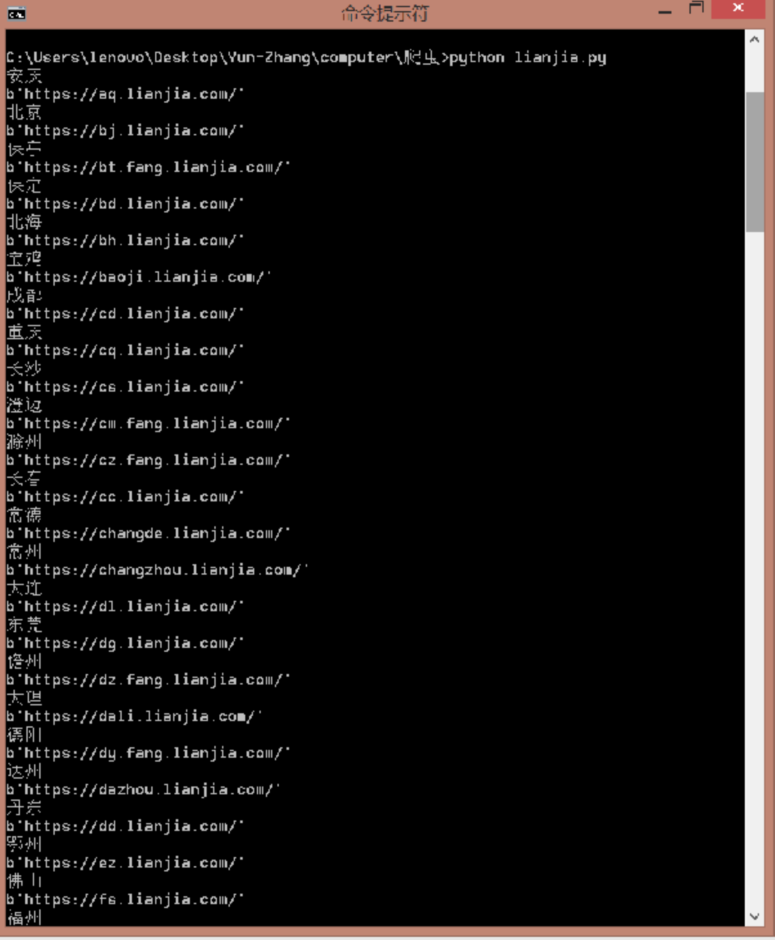 命令提示符
C:\Users\lenovo\Desktop\Yun-Zhang\computer\爬虫>python lianjia.py
安庆
b'https://aq.lianjia.com/'
北京
b'https://bj.lianjia.com/'
保亭
b'https://bt.fang.lianjia.com/'
保定
b'https://bd.lianjia.com/'
北海
b'https://bh.lianjia.com/'
宝鸡
b'https://baoji.lianjia.com/'
成都
b'https://cd.lianjia.com/'
重庆
b'https://cq.lianjia.com/'
长沙
b'https://cs.lianjia.com/'
澄迈
b'https://cm.fang.lianjia.com/'
滁州
b'https://cz.fang.lianjia.com/'
长春
b'https://cc.lianjia.com/'
常德
b'https://changde.lianjia.com/'
常州
b'https://changzhou.lianjia.com/'
大连
b'https://dl.lianjia.com/'
东莞
b'https://dg.lianjia.com/'
儋州
b'https://dz.fang.lianjia.com/'
大理
b'https://dali.lianjia.com/'
德阳
b'https://dy.fang.lianjia.com/'
达州
b'https://dazhou.lianjia.com/'
丹东
b'https://dd.lianjia.com/'
鄂州
b'https://ez.lianjia.com/'
佛山
b'https://fs.lianjia.com/'
福州